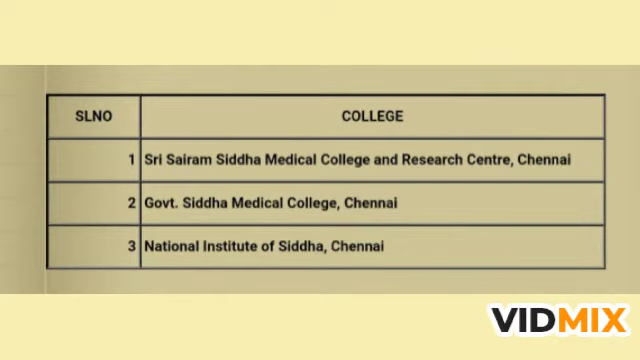 SLNO COLLEGE
1 Sri Sairam Siddha Medical College and Research Centre, Chennai
2 Govt. Siddha Medical College, Chennai
3 National Institute of Siddha, Chennai
VIDMIX